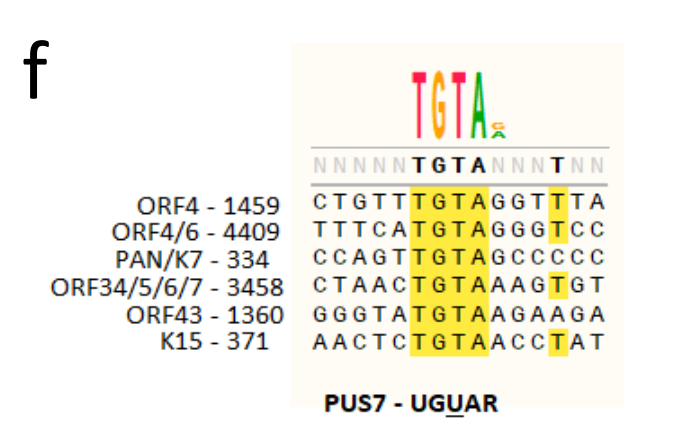 f
TGTAGA
NNNNNTGTANNNTNN
ORF4 - 1459 CTGTTTGTAGGTTTA
ORF4/6 - 4409 TTTCATGTAGGGTCC
PAN/K7 - 334 CCAGTTGTAGCCCCC
ORF34/5/6/7 - 3458 CTAACTGTAAAGTGT
ORF43 - 1360 GGGTATGTAAGAAGA
K15 - 371 AACTCTGTAACCTAT
PUS7 - UGUAR